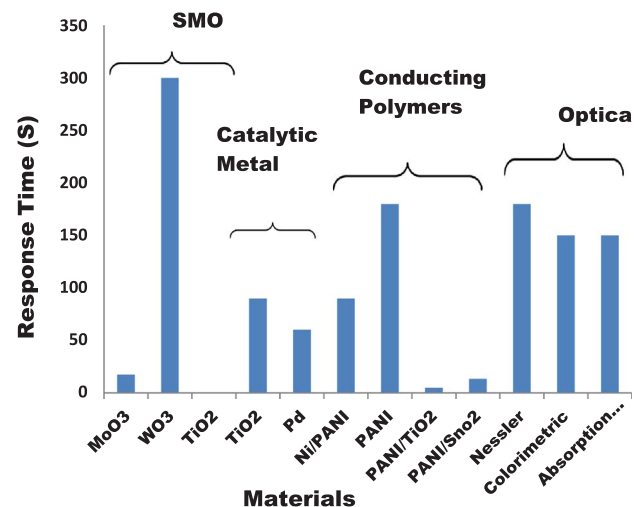 SMO
Catalytic
Metal
Conducting
Polymers
Optica
Response Time (S)
350
300
250
200
150
100
50
0
MoO3
WO3
TiO2
TiO2
Pd
Ni/PANI
PANI
PANI/TiO2
PANI/Sno2
Nessler
Colorimetric
Absorption...
Materials